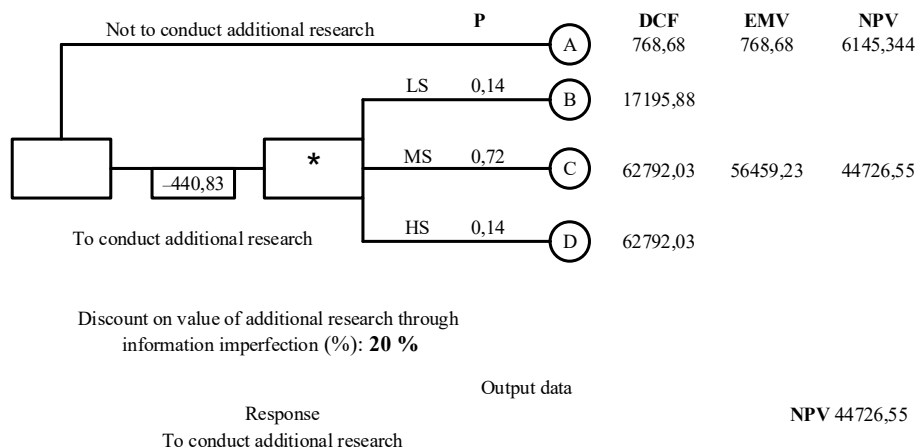 P DCF EMV NPV
Not to conduct additional research A 768,68 768,68 6145,344
LS 0,14 B 17195,88
* MS 0,72 C 62792,03 56459,23 44726,55
–440,83
To conduct additional research HS 0,14 D 62792,03
Discount on value of additional research through
information imperfection (%): 20 %
Output data
Response NPV 44726,55
To conduct additional research